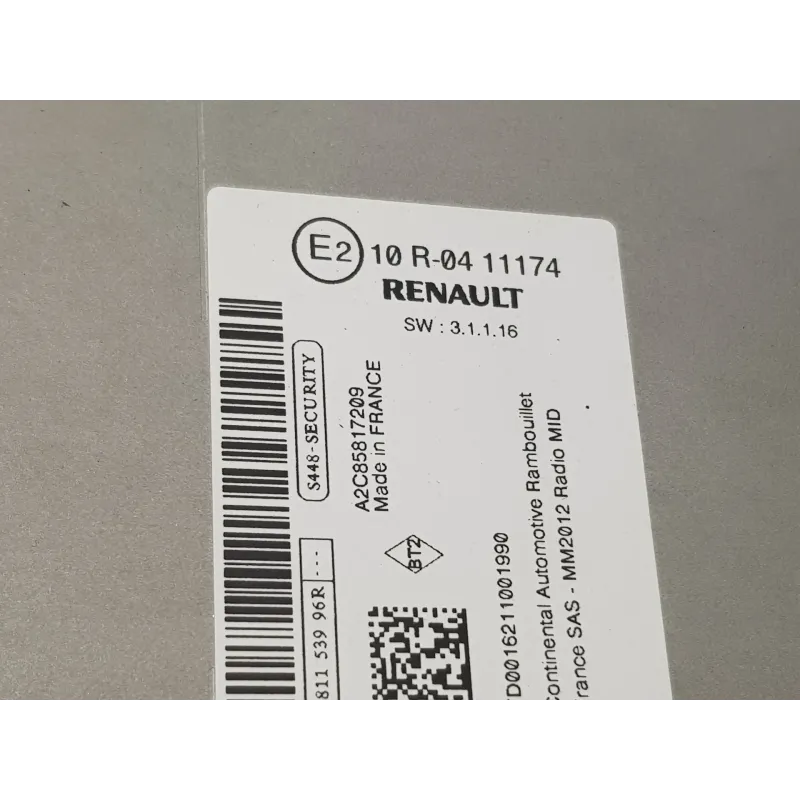 E2 10 R-04 11174
RENAULT
SW : 3.1.1.16
S448-SECURITY
A2C85817209
Made in FRANCE
BT2
811 539 96R ---
D0016211001990
Continental Automotive Rambouillet
France SAS - MM2012 Radio MID